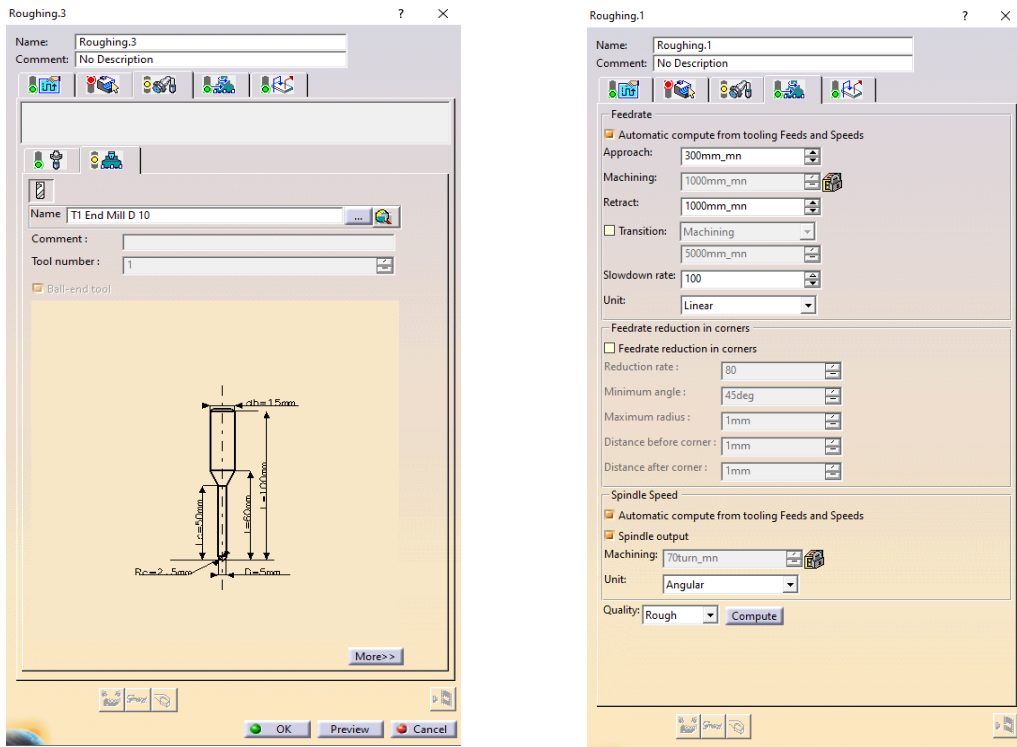 Roughing.3
?
Name: Roughing.3
Comment: No Description
Name T1 End Mill D 10
...
Comment :
Tool number : 1
Ball-end tool
db=15mm
L=100mm
l=60mm
Lc=50mm
Rc=2.5mm
D=5mm
More>>
OK Preview Cancel
Roughing.1
?
Name: Roughing.1
Comment: No Description
Feedrate
Automatic compute from tooling Feeds and Speeds
Approach: 300mm_mn
Machining: 1000mm_mn
Retract: 1000mm_mn
Transition: Machining
5000mm_mn
Slowdown rate: 100
Unit: Linear
Feedrate reduction in corners
Feedrate reduction in corners
Reduction rate : 80
Minimum angle : 45deg
Maximum radius : 1mm
Distance before corner : 1mm
Distance after corner : 1mm
Spindle Speed
Automatic compute from tooling Feeds and Speeds
Spindle output
Machining: 70turn_mn
Unit: Angular
Quality: Rough Compute